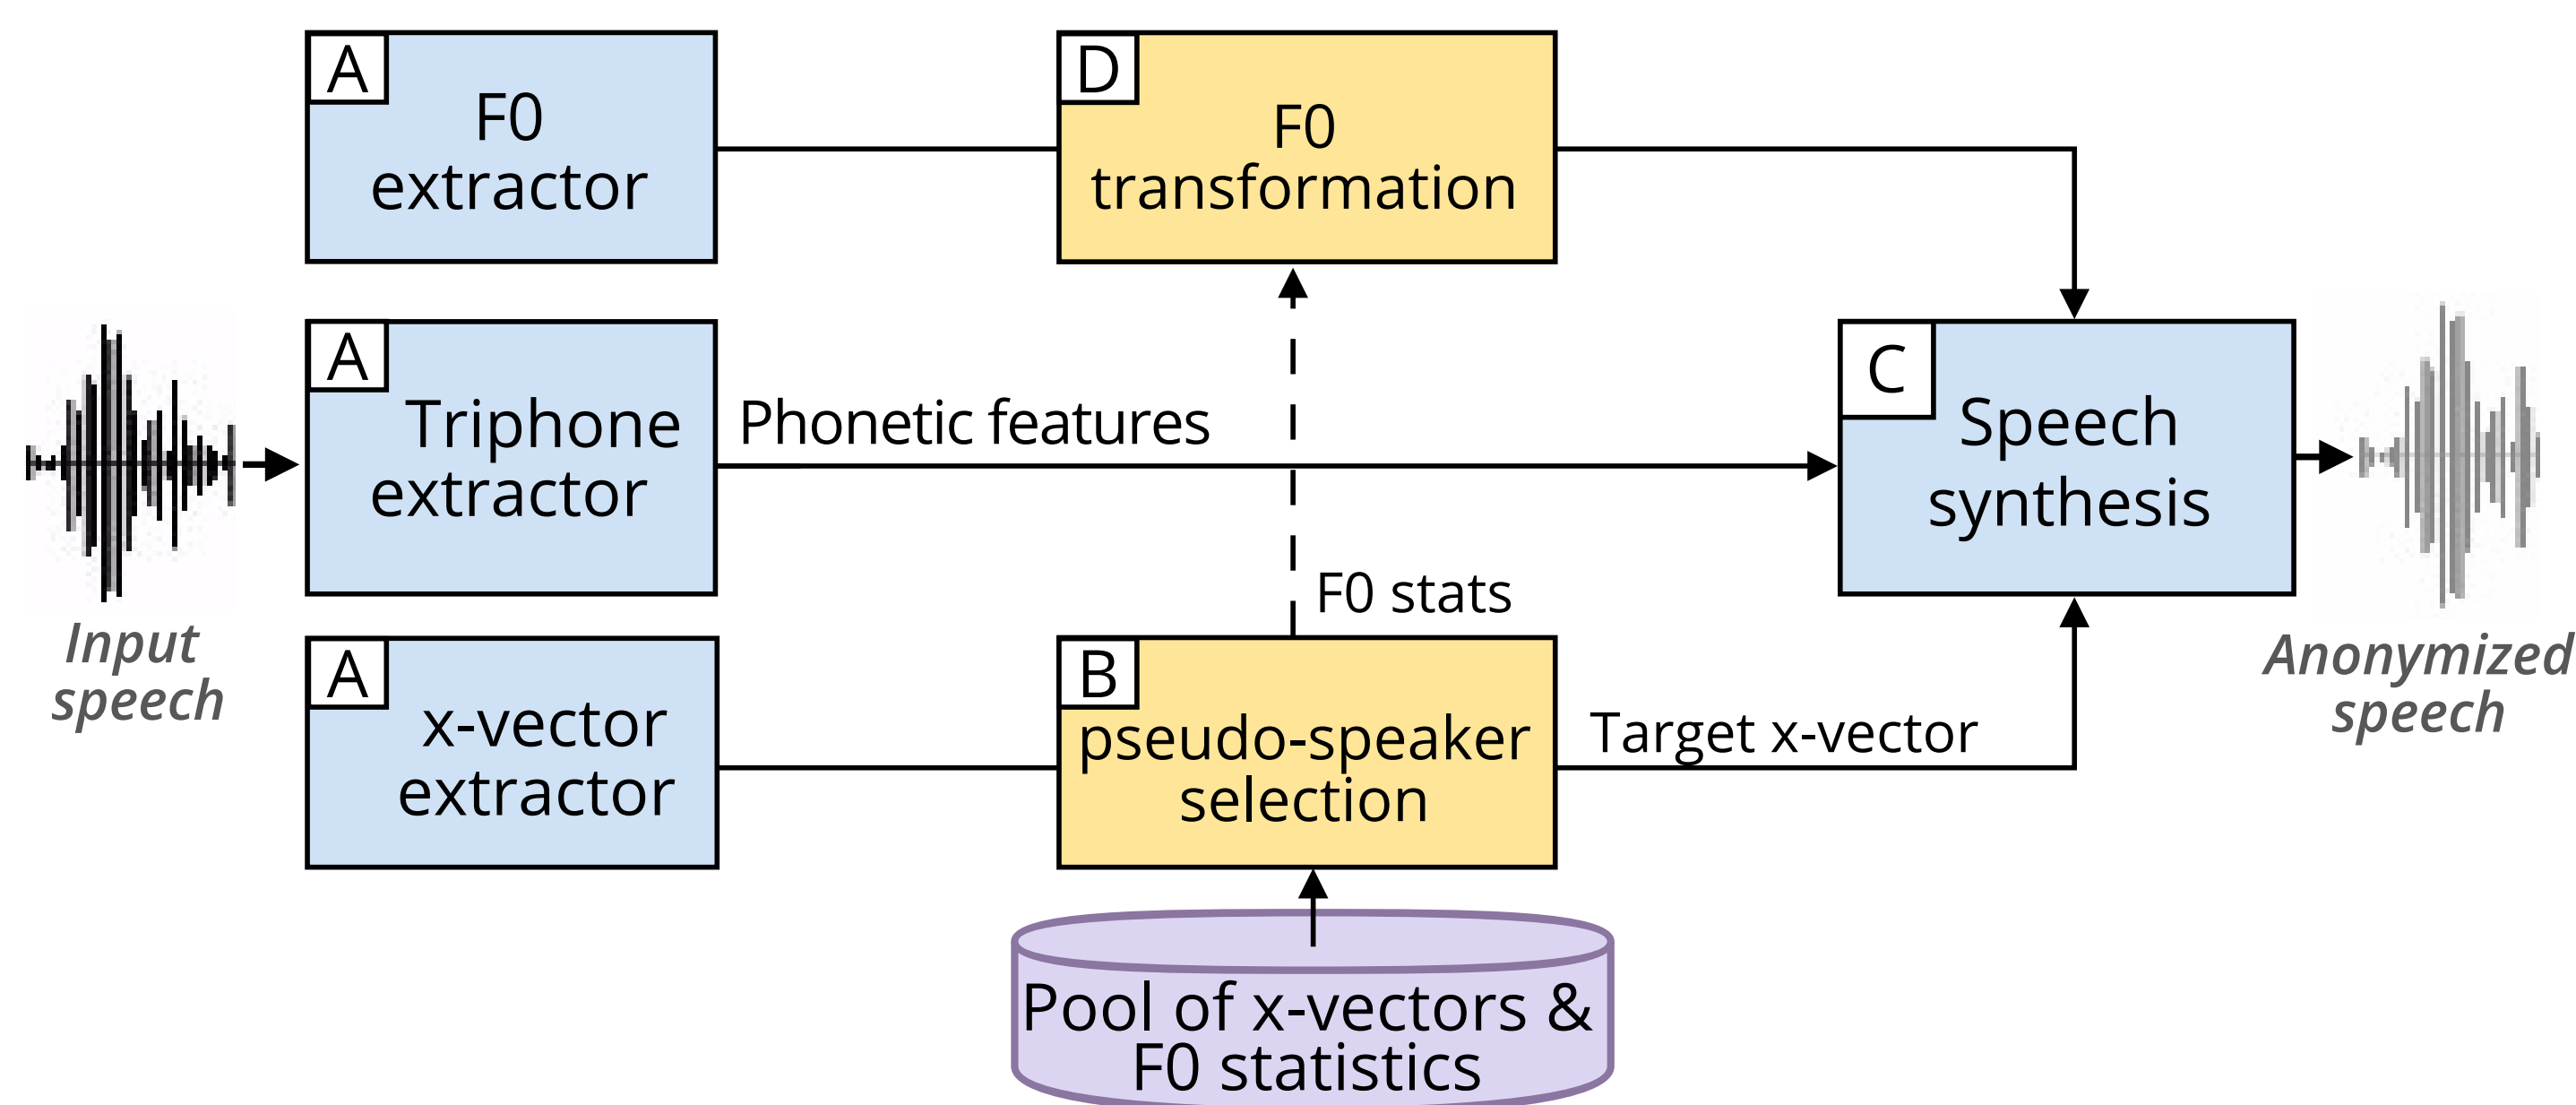 A
F0
extractor
D
F0
transformation
A
Triphone
extractor
Phonetic features
C
Speech
synthesis
Input
speech
F0 stats
Anonymized
speech
A
x-vector
extractor
B
pseudo-speaker
selection
Target x-vector
Pool of x-vectors &
F0 statistics